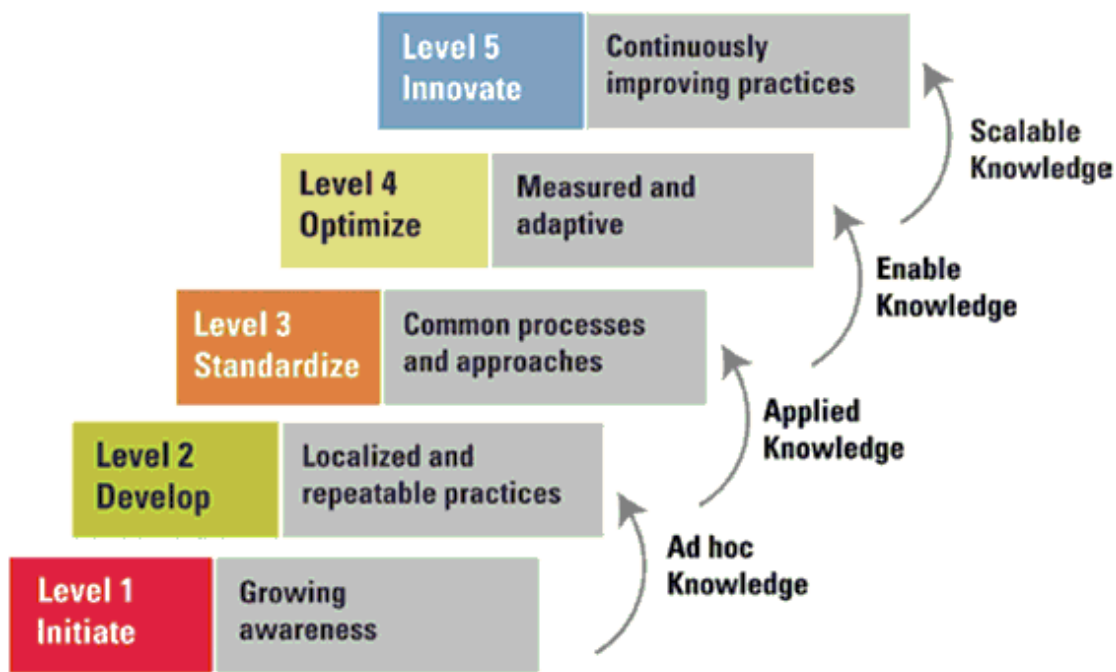 Level 5
Innovate
Continuously
improving practices
Scalable
Knowledge
Level 4
Optimize
Measured and
adaptive
Enable
Knowledge
Level 3
Standardize
Common processes
and approaches
Applied
Knowledge
Level 2
Develop
Localized and
repeatable practices
Ad hoc
Knowledge
Level 1
Initiate
Growing
awareness